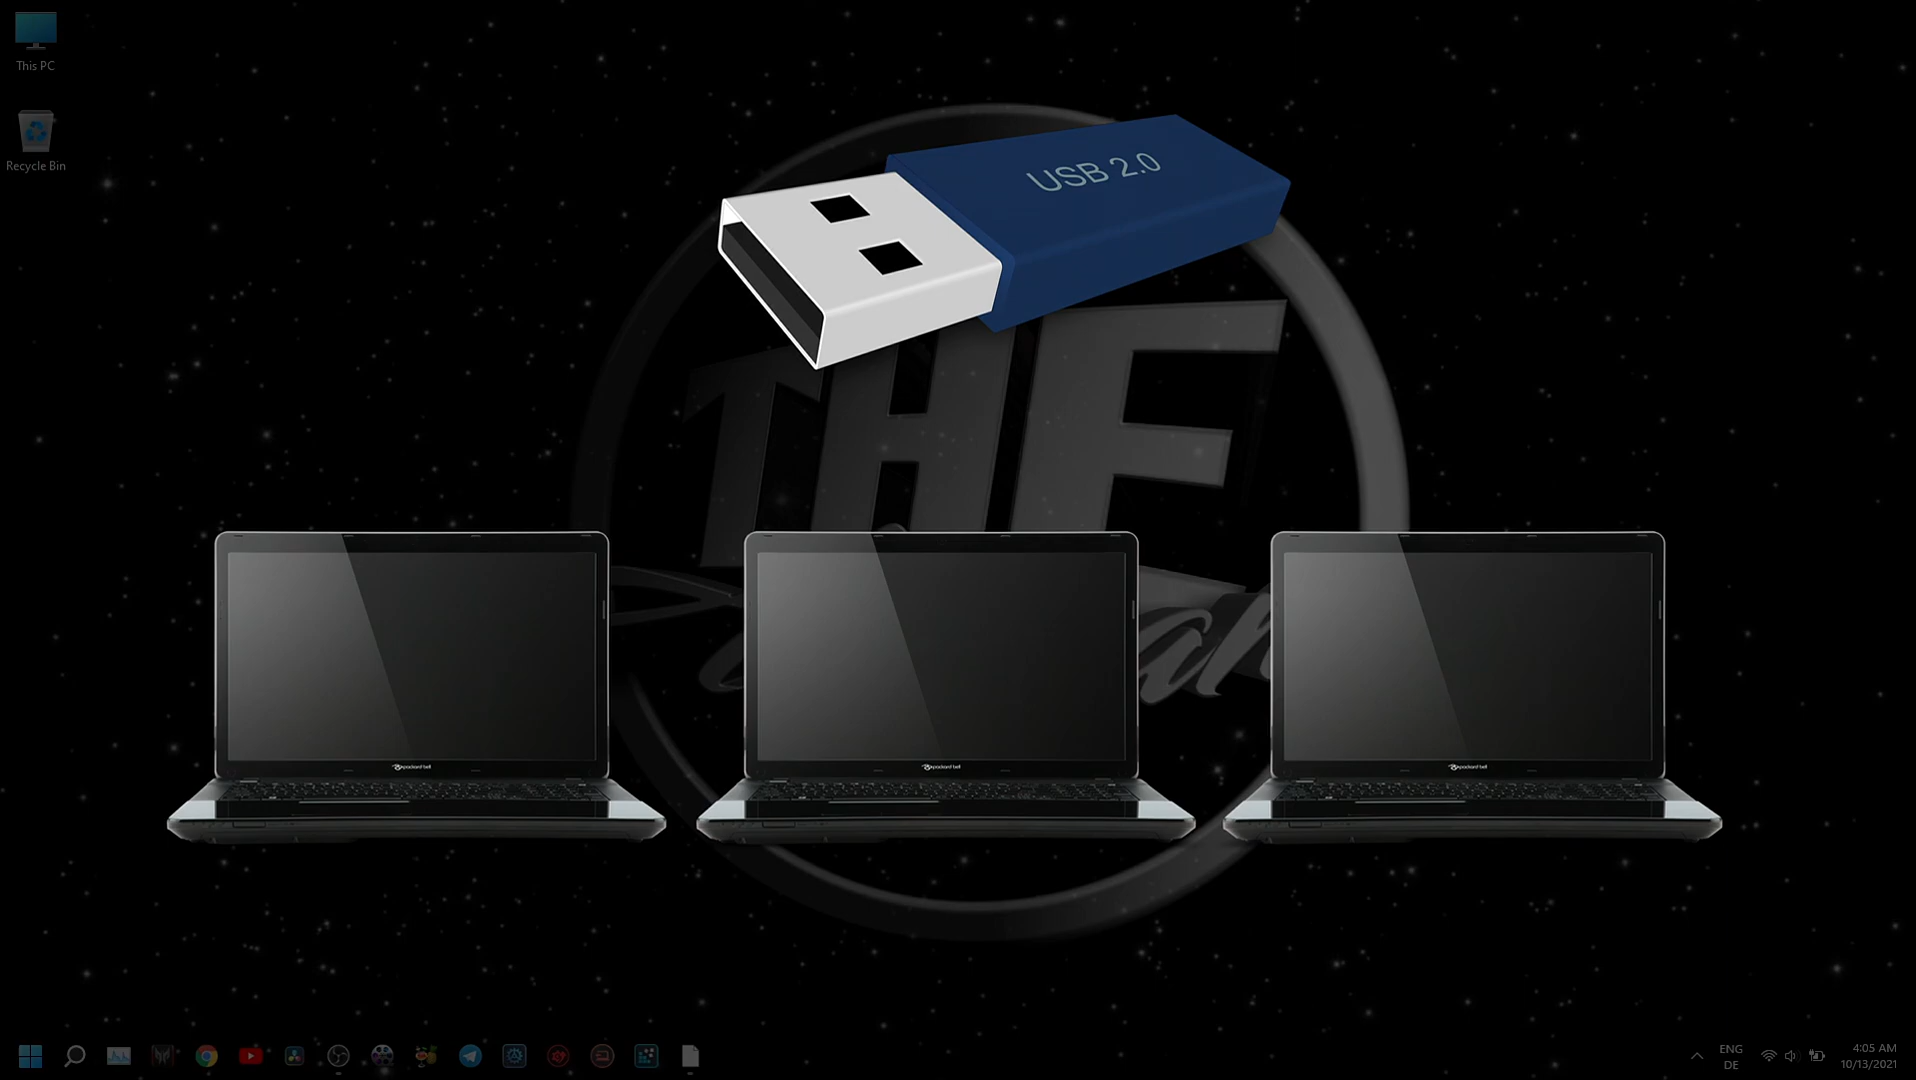 This PC
Recycle Bin
USB 2.0
THE
packard bell
packard bell
packard bell
ENG
DE
4:05 AM
10/13/2021